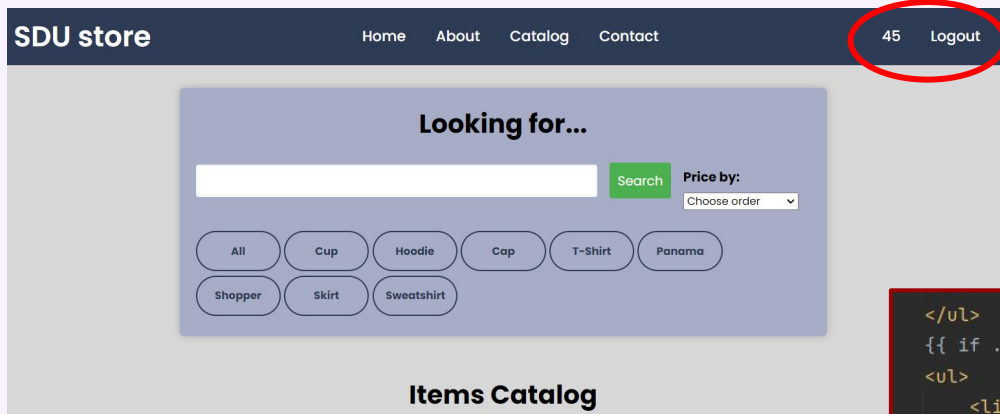 SDU store Home About Catalog Contact 45 Logout
Looking for...
Search Price by:
Choose order
All Cup Hoodie Cap T-Shirt Panama
Shopper Skirt Sweatshirt
Items Catalog
</ul>
{{ if .
<ul>
<li